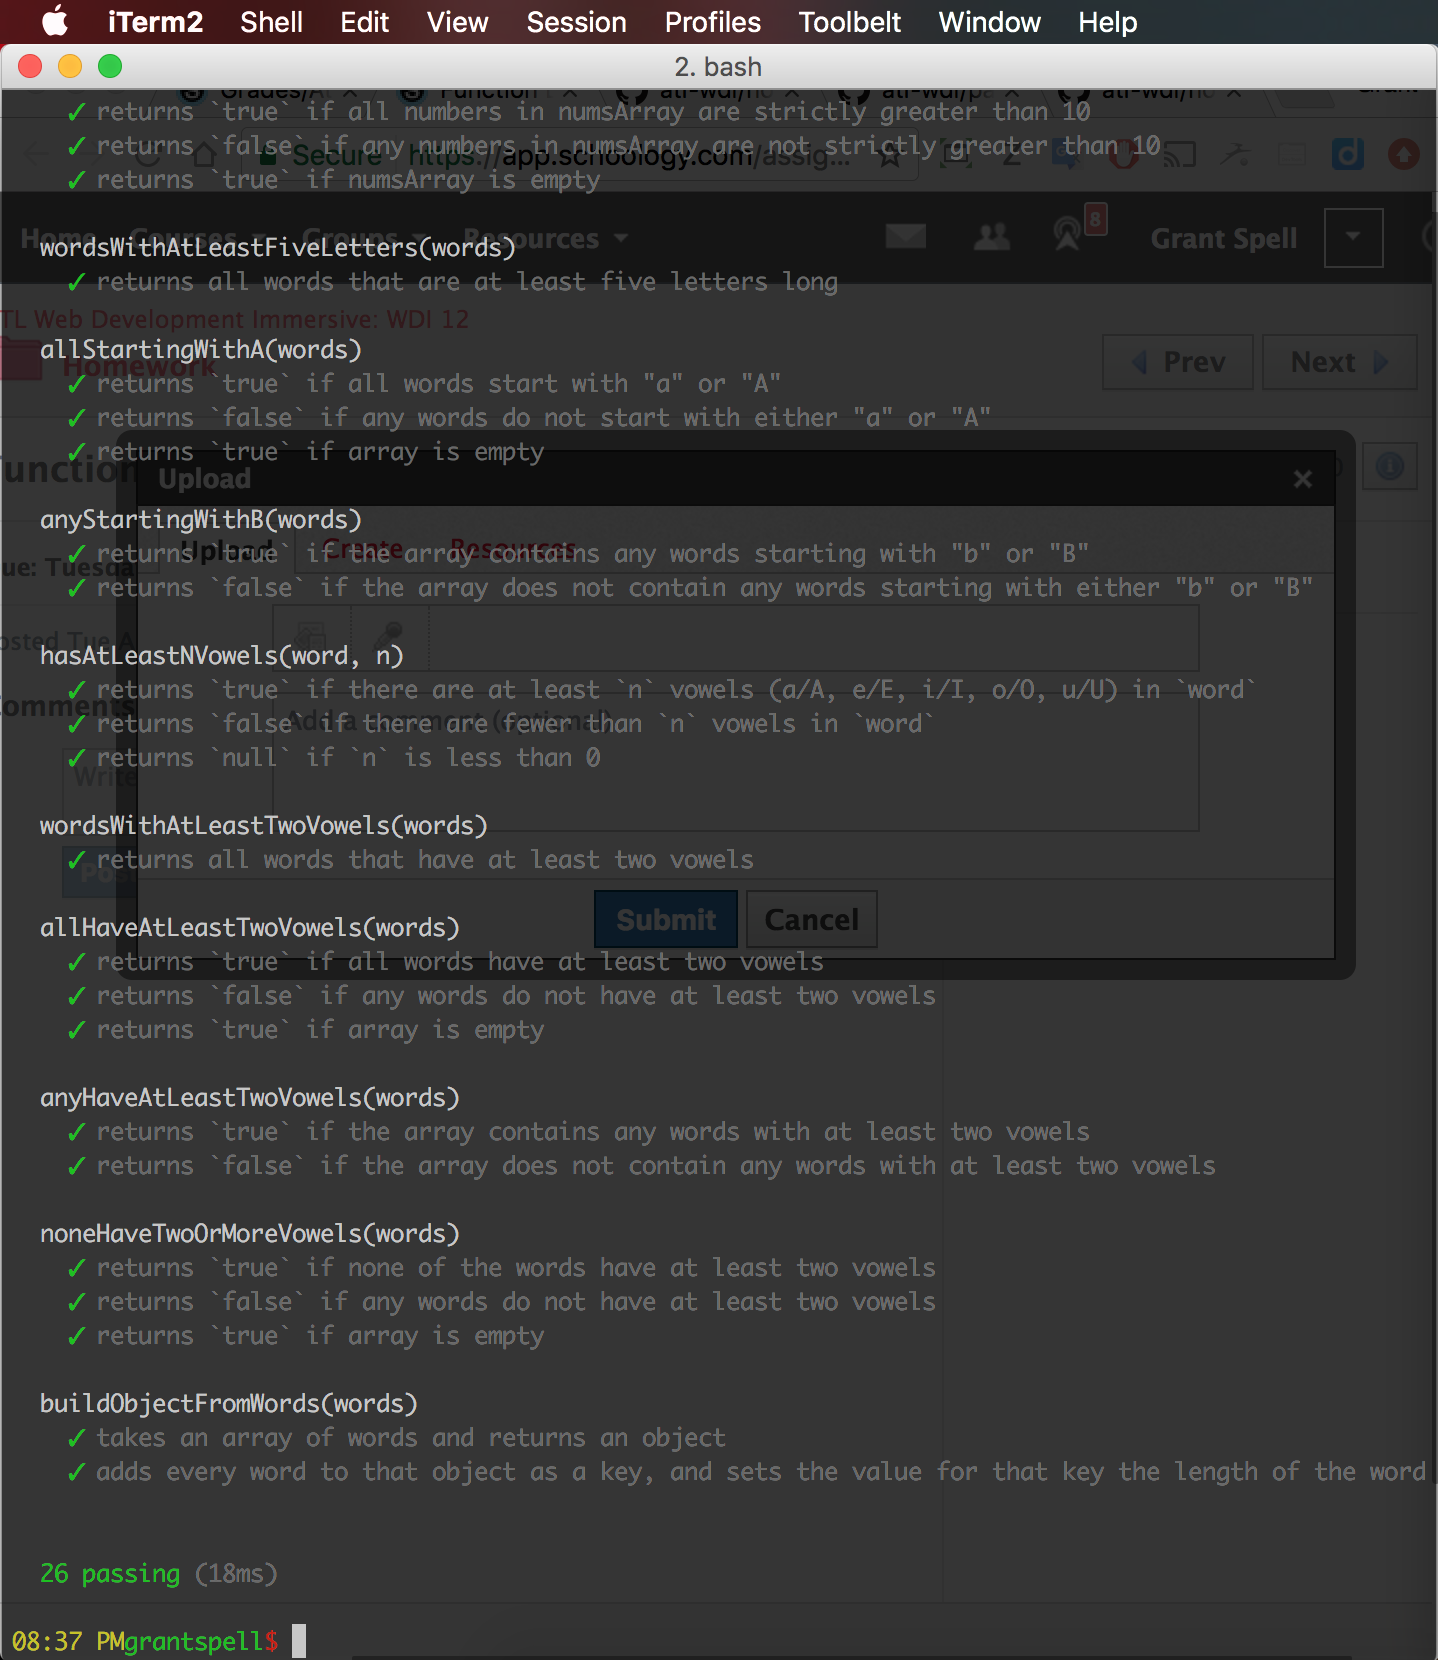 iTerm2 Shell Edit View Session Profiles Toolbelt Window Help
2. bash
✓ returns `true` if all numbers in numsArray are strictly greater than 10
✓ returns `false` if any numbers in numsArray are not strictly greater than 10
Secure https://app.schoology.com/assig...
✓ returns `true` if numsArray is empty
Home Courses Groups Resources 8 Grant Spell
wordsWithAtLeastFiveLetters(words)
✓ returns all words that are at least five letters long
TL Web Development Immersive: WDI 12
allStartingWithA(words)
Homework Prev Next
✓ returns `true` if all words start with "a" or "A"
✓ returns `false` if any words do not start with either "a" or "A"
✓ returns `true` if array is empty
Upload
anyStartingWithB(words)
Upload Create Resources
✓ returns `true` if the array contains any words starting with "b" or "B"
✓ returns `false` if the array does not contain any words starting with either "b" or "B"
hasAtLeastNVowels(word, n)
✓ returns `true` if there are at least `n` vowels (a/A, e/E, i/I, o/O, u/U) in `word`
Add a comment (optional)
✓ returns `false` if there are fewer than `n` vowels in `word`
✓ returns `null` if `n` is less than 0
Write
wordsWithAtLeastTwoVowels(words)
✓ returns all words that have at least two vowels
Submit Cancel
allHaveAtLeastTwoVowels(words)
✓ returns `true` if all words have at least two vowels
✓ returns `false` if any words do not have at least two vowels
✓ returns `true` if array is empty
anyHaveAtLeastTwoVowels(words)
✓ returns `true` if the array contains any words with at least two vowels
✓ returns `false` if the array does not contain any words with at least two vowels
noneHaveTwoOrMoreVowels(words)
✓ returns `true` if none of the words have at least two vowels
✓ returns `false` if any words do not have at least two vowels
✓ returns `true` if array is empty
buildObjectFromWords(words)
✓ takes an array of words and returns an object
✓ adds every word to that object as a key, and sets the value for that key the length of the word
26 passing (18ms)
08:37 PMgrantspell$